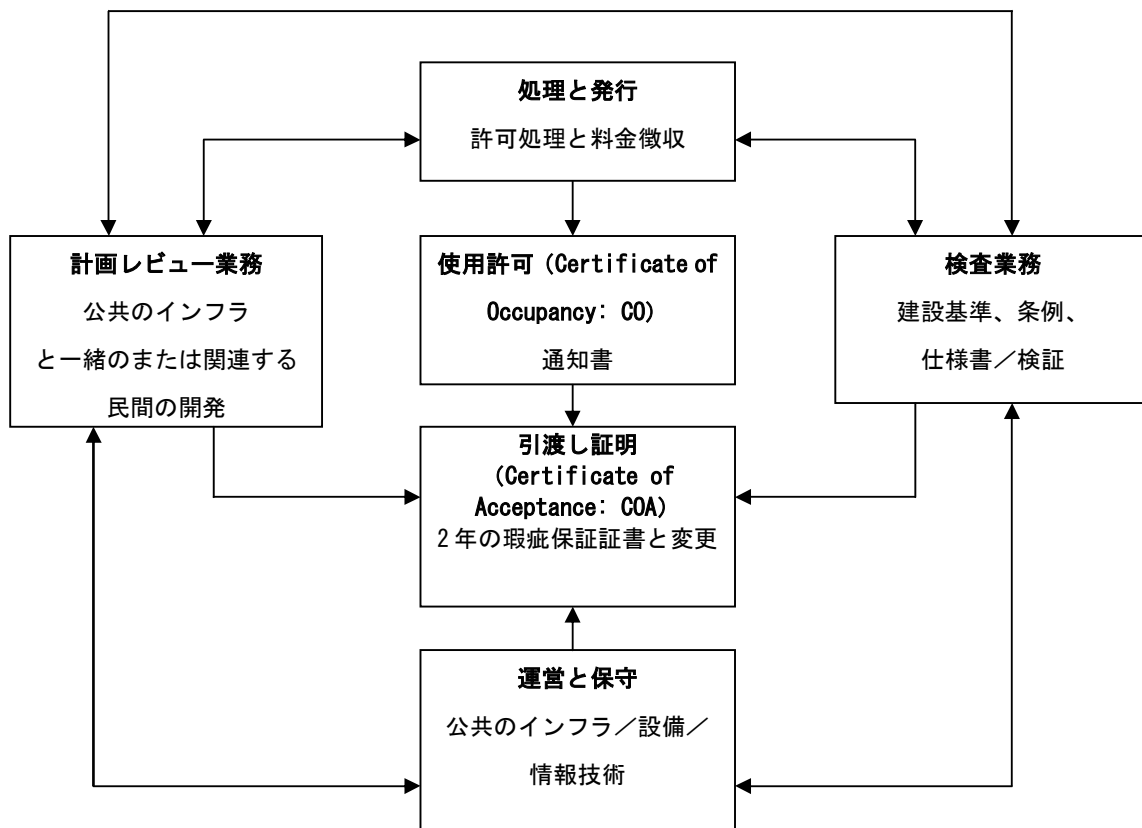 処理と発行
許可処理と料金徴収
計画レビュー業務
公共のインフラ
と一緒のまたは関連する
民間の開発
使用許可（Certificate of
Occupancy: CO）
通知書
検査業務
建設基準、条例、
仕様書／検証
引渡し証明
（Certificate of
Acceptance: COA）
2年の瑕疵保証証書と変更
運営と保守
公共のインフラ／設備／
情報技術